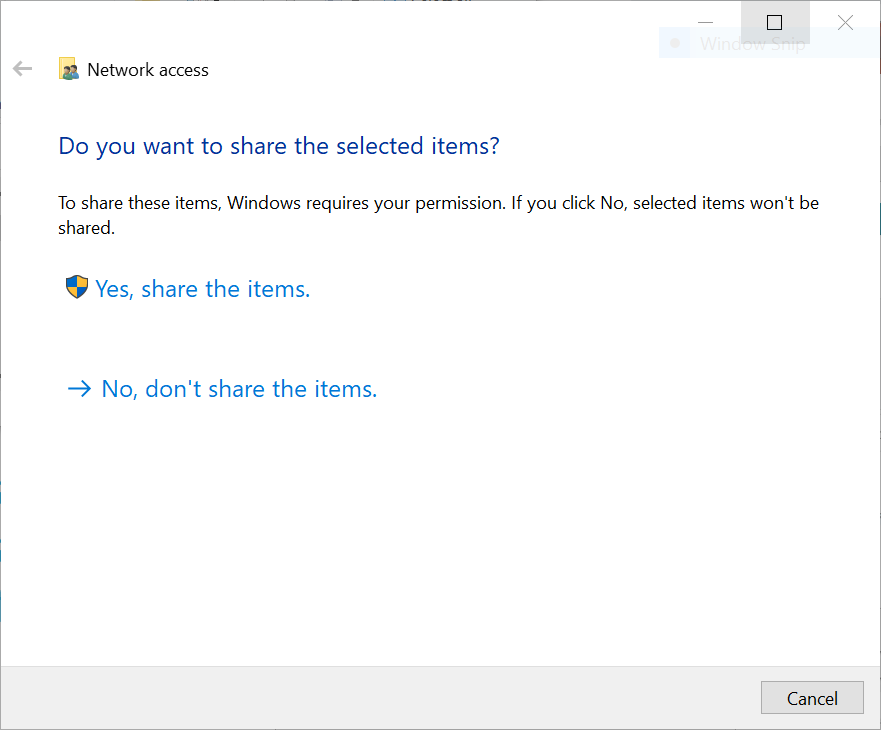 Window Snip
Network access
Do you want to share the selected items?
To share these items, Windows requires your permission. If you click No, selected items won't be
shared.
Yes, share the items.
No, don't share the items.
Cancel